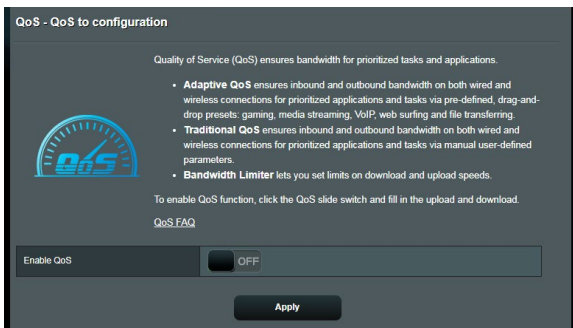 QoS - QoS to configuration
Quality of Service (QoS) ensures bandwidth for prioritized tasks and applications.
• Adaptive QoS ensures inbound and outbound bandwidth on both wired and
wireless connections for prioritized applications and tasks via pre-defined, drag-and-
drop presets: gaming, media streaming, VoIP, web surfing and file transferring.
• Traditional QoS ensures inbound and outbound bandwidth on both wired and
wireless connections for prioritized applications and tasks via manual user-defined
parameters.
• Bandwidth Limiter lets you set limits on download and upload speeds.
QoS
To enable QoS function, click the QoS slide switch and fill in the upload and download.
QoS FAQ
Enable QoS
OFF
Apply